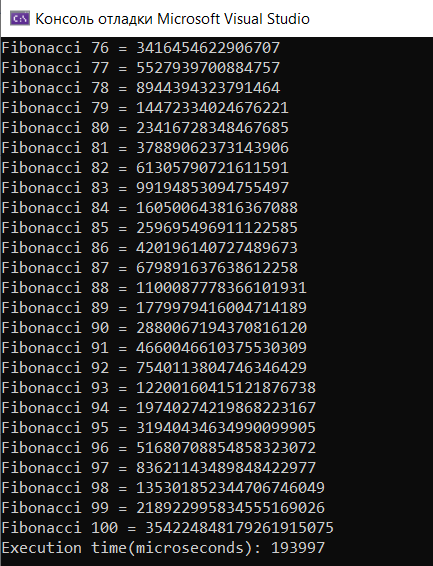 Консоль отладки Microsoft Visual Studio
Fibonacci 76 = 3416454622906707
Fibonacci 77 = 5527939700884757
Fibonacci 78 = 8944394323791464
Fibonacci 79 = 14472334024676221
Fibonacci 80 = 23416728348467685
Fibonacci 81 = 37889062373143906
Fibonacci 82 = 61305790721611591
Fibonacci 83 = 99194853094755497
Fibonacci 84 = 160500643816367088
Fibonacci 85 = 259695496911122585
Fibonacci 86 = 420196140727489673
Fibonacci 87 = 679891637638612258
Fibonacci 88 = 1100087778366101931
Fibonacci 89 = 1779979416004714189
Fibonacci 90 = 2880067194370816120
Fibonacci 91 = 4660046610375530309
Fibonacci 92 = 7540113804746346429
Fibonacci 93 = 12200160415121876738
Fibonacci 94 = 19740274219868223167
Fibonacci 95 = 31940434634990099905
Fibonacci 96 = 51680708854858323072
Fibonacci 97 = 83621143489848422977
Fibonacci 98 = 135301852344706746049
Fibonacci 99 = 218922995834555169026
Fibonacci 100 = 354224848179261915075
Execution time(microseconds): 193997